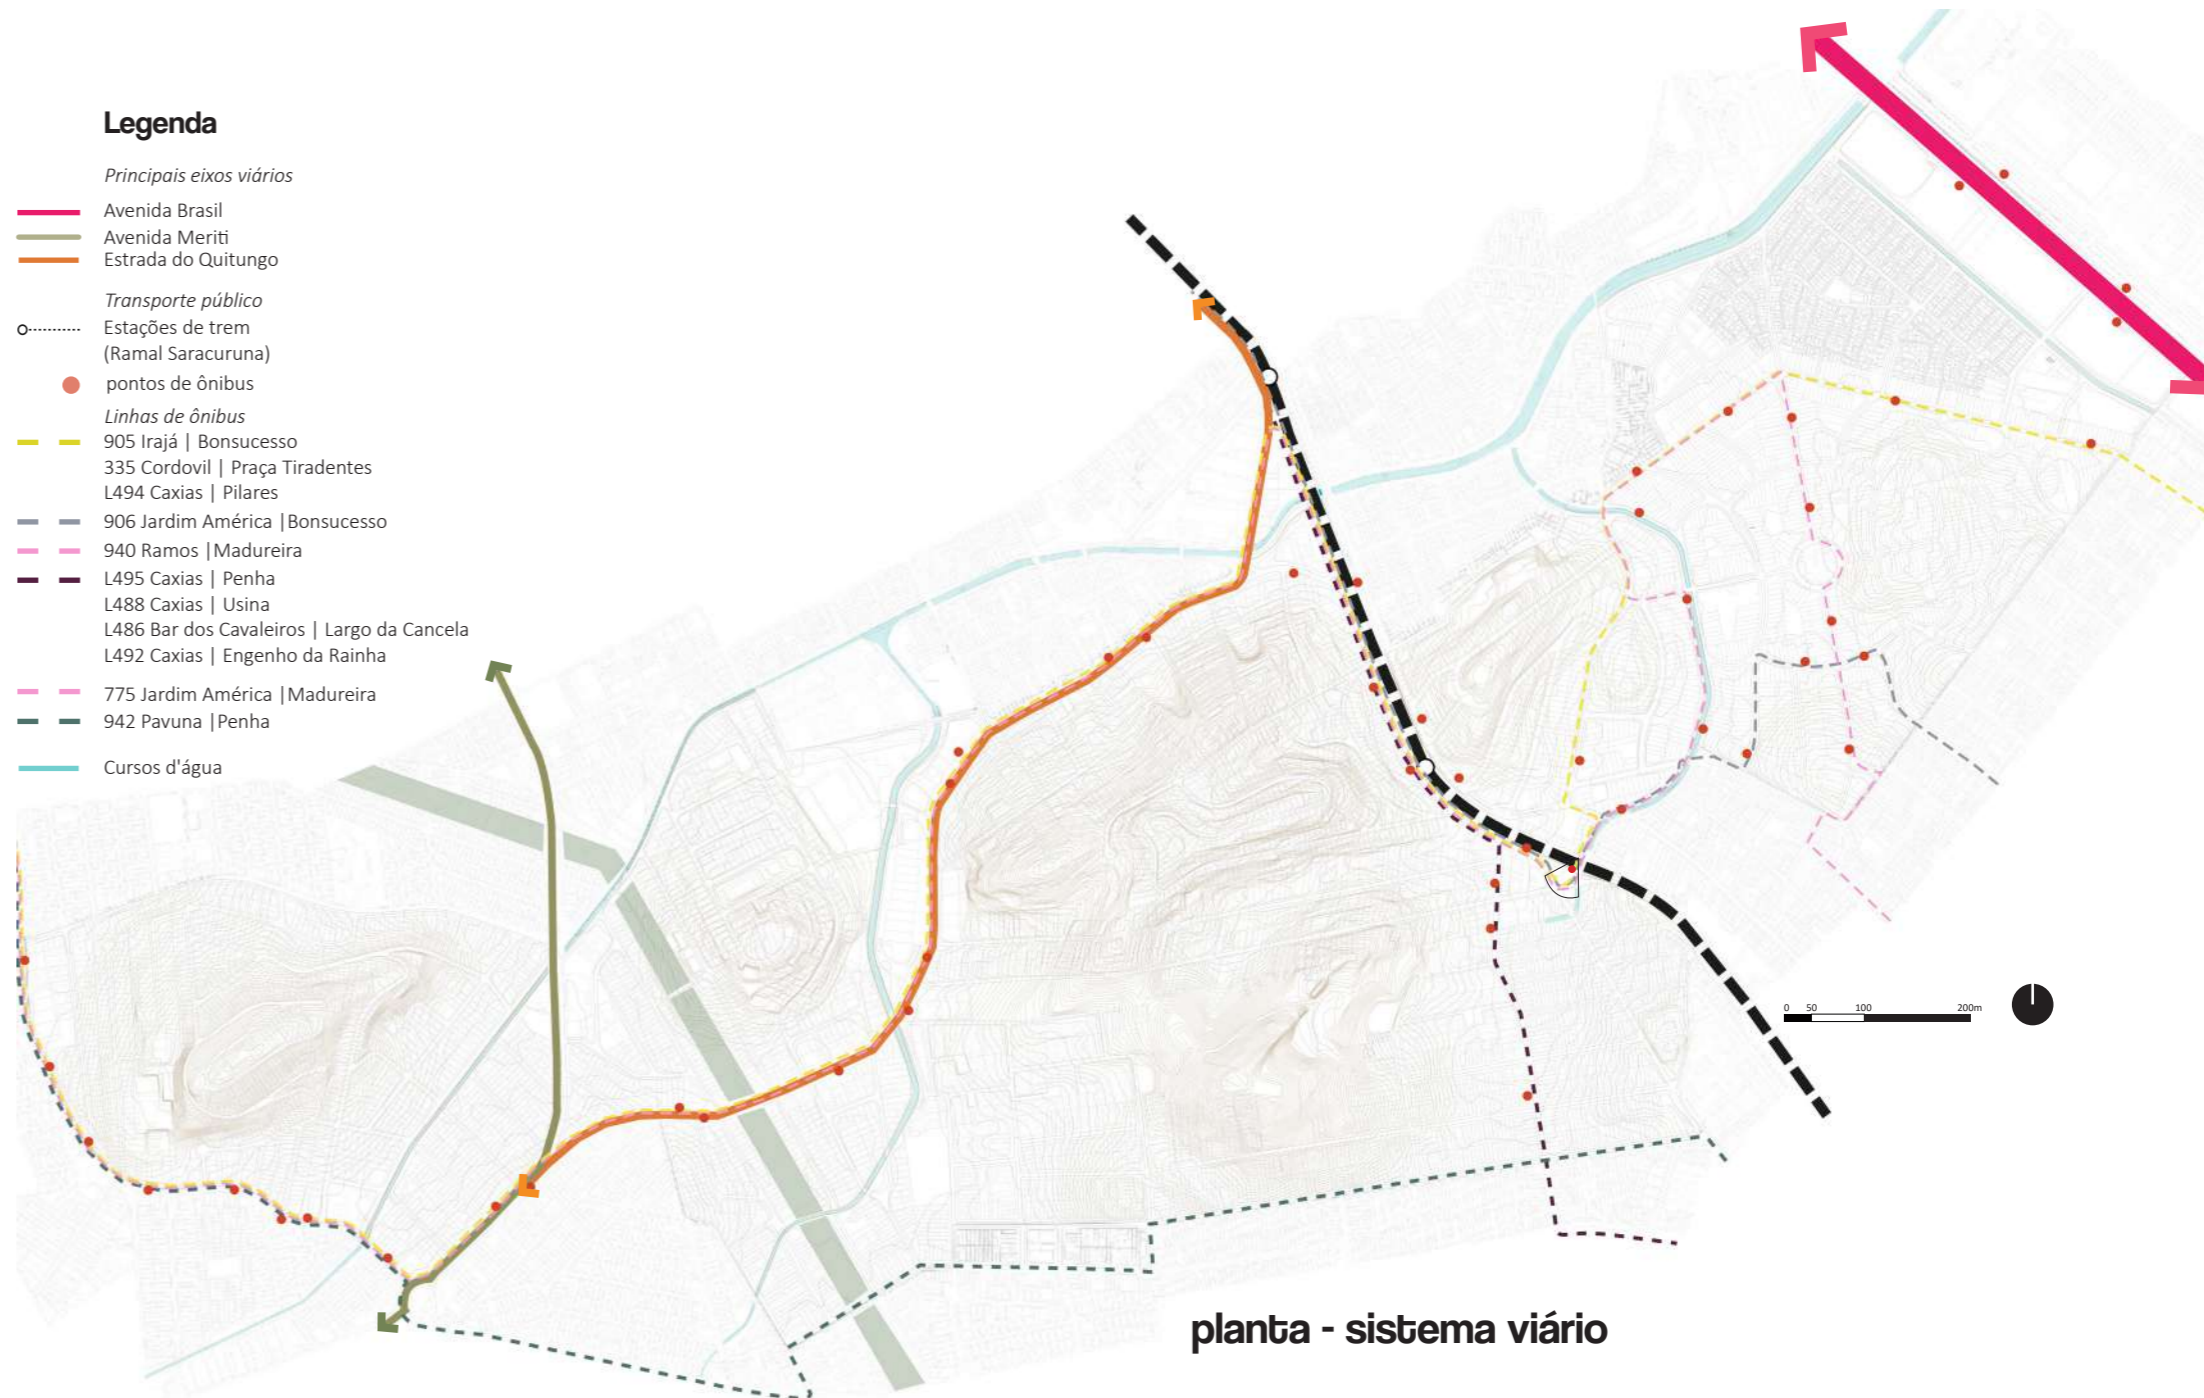 Legenda
Principais eixos viários
Avenida Brasil
Avenida Meriti
Estrada do Quitungo
Transporte público
Estações de trem
(Ramal Saracuruna)
pontos de ônibus
Linhas de ônibus
905 Irajá | Bonsucesso
335 Cordovil | Praça Tiradentes
L494 Caxias | Pilares
906 Jardim América |Bonsucesso
940 Ramos |Madureira
L495 Caxias | Penha
L488 Caxias | Usina
L486 Bar dos Cavaleiros | Largo da Cancela
L492 Caxias | Engenho da Rainha
775 Jardim América |Madureira
942 Pavuna |Penha
Cursos d'água
0 50 100 200m
planta - sistema viário